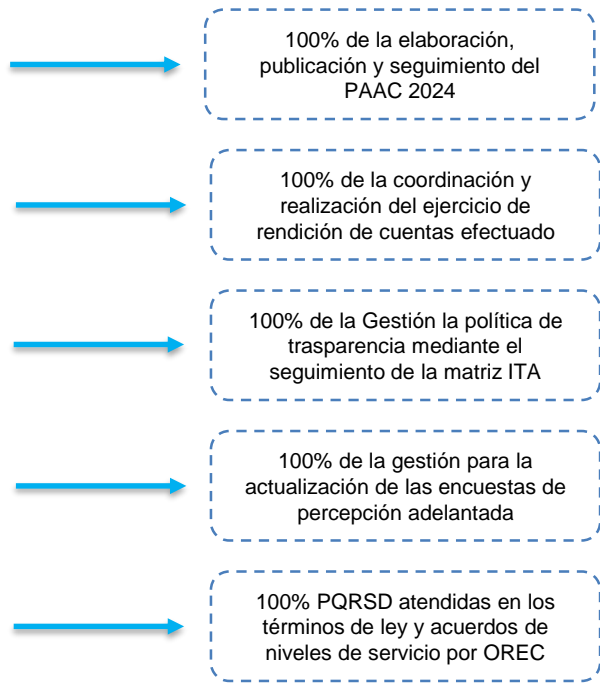 100% de la elaboración,
publicación y seguimiento del
PAAC 2024
100% de la coordinación y
realización del ejercicio de
rendición de cuentas efectuado
100% de la Gestión la política de
trasparencia mediante el
seguimiento de la matriz ITA
100% de la gestión para la
actualización de las encuestas de
percepción adelantada
100% PQRSD atendidas en los
términos de ley y acuerdos de
niveles de servicio por OREC